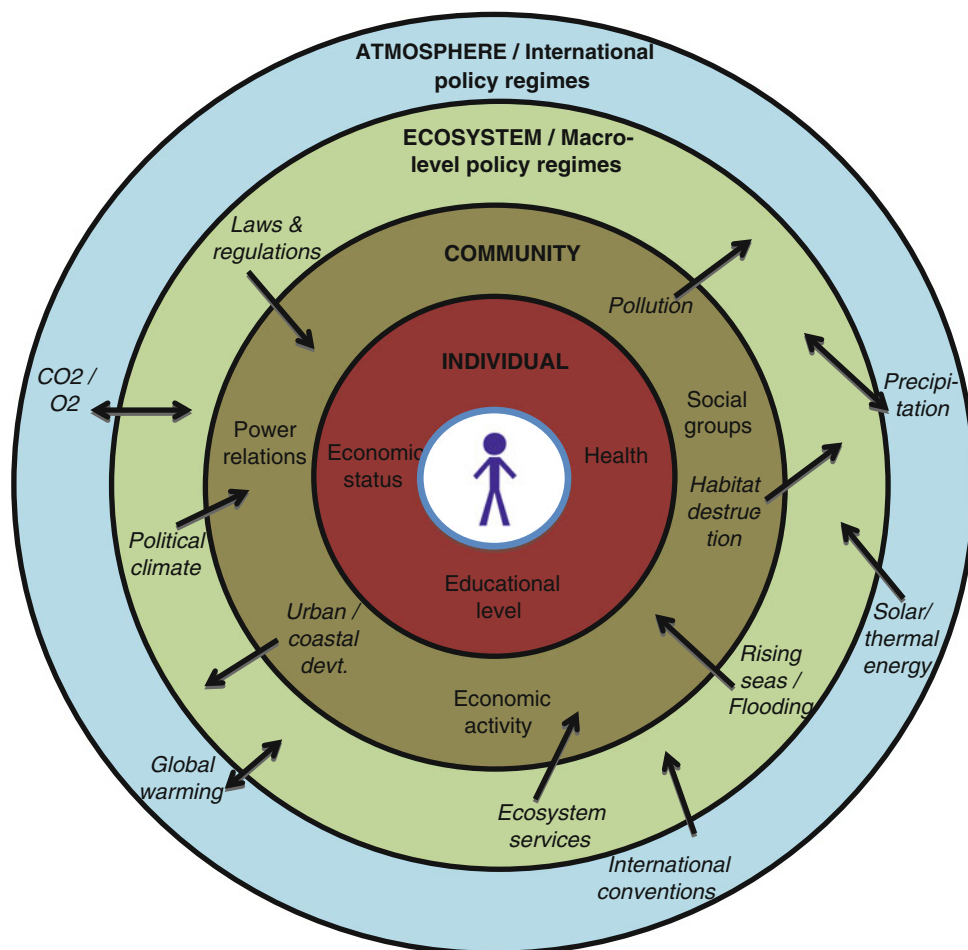 ATMOSPHERE / International
policy regimes
ECOSYSTEM / Macro-
level policy regimes
Laws &
regulations
COMMUNITY
Pollution
INDIVIDUAL
CO2 /
O2
Precipi-
tation
Social
groups
Power
relations
Economic
status
Health
Habitat
destruc
tion
Political
climate
Educational
level
Urban /
coastal
devt.
Solar/
thermal
energy
Rising
seas /
Flooding
Economic
activity
Global
warming
Ecosystem
services
International
conventions